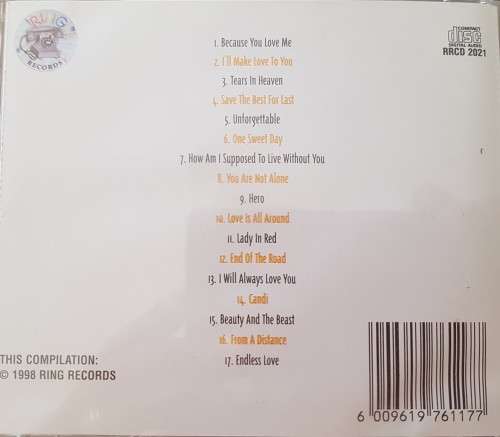 RING
RECORDS
COMPACT
disc
DIGITAL AUDIO
RRCD 2021
1. Because You Love Me
2. I'll Make Love To You
3. Tears In Heaven
4. Save The Best For Last
5. Unforgettable
6. One Sweet Day
7. How Am I Supposed To Live Without You
8. You Are Not Alone
9. Hero
10. Love Is All Around
11. Lady In Red
12. End Of The Road
13. I Will Always Love You
14. Candi
15. Beauty And The Beast
16. From A Distance
17. Endless Love
THIS COMPILATION:
© 1998 RING RECORDS
6 009619 761177